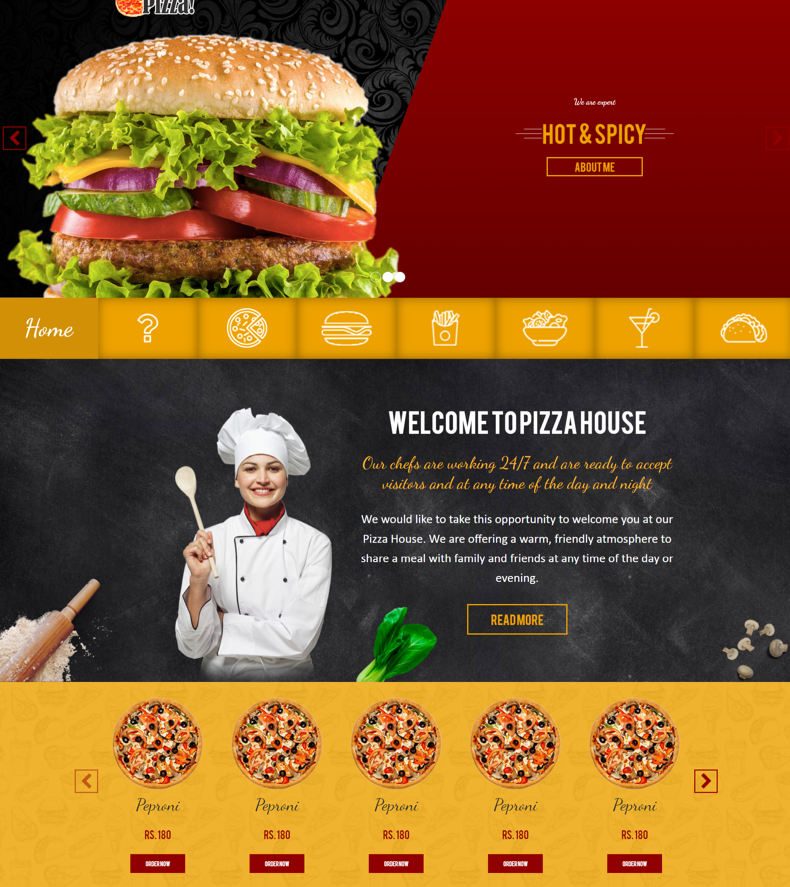 Pizza!
We are expert
HOT & SPICY
ABOUT ME
Home
WELCOME TO PIZZA HOUSE
Our chefs are working 24/7 and are ready to accept
visitors and at any time of the day and night
We would like to take this opportunity to welcome you at our
Pizza House. We are offering a warm, friendly atmosphere to
share a meal with family and friends at any time of the day or
evening.
READ MORE
Peproni Peproni Peproni Peproni Peproni
RS. 180 RS. 180 RS. 180 RS. 180 RS. 180
ORDER NOW ORDER NOW ORDER NOW ORDER NOW ORDER NOW